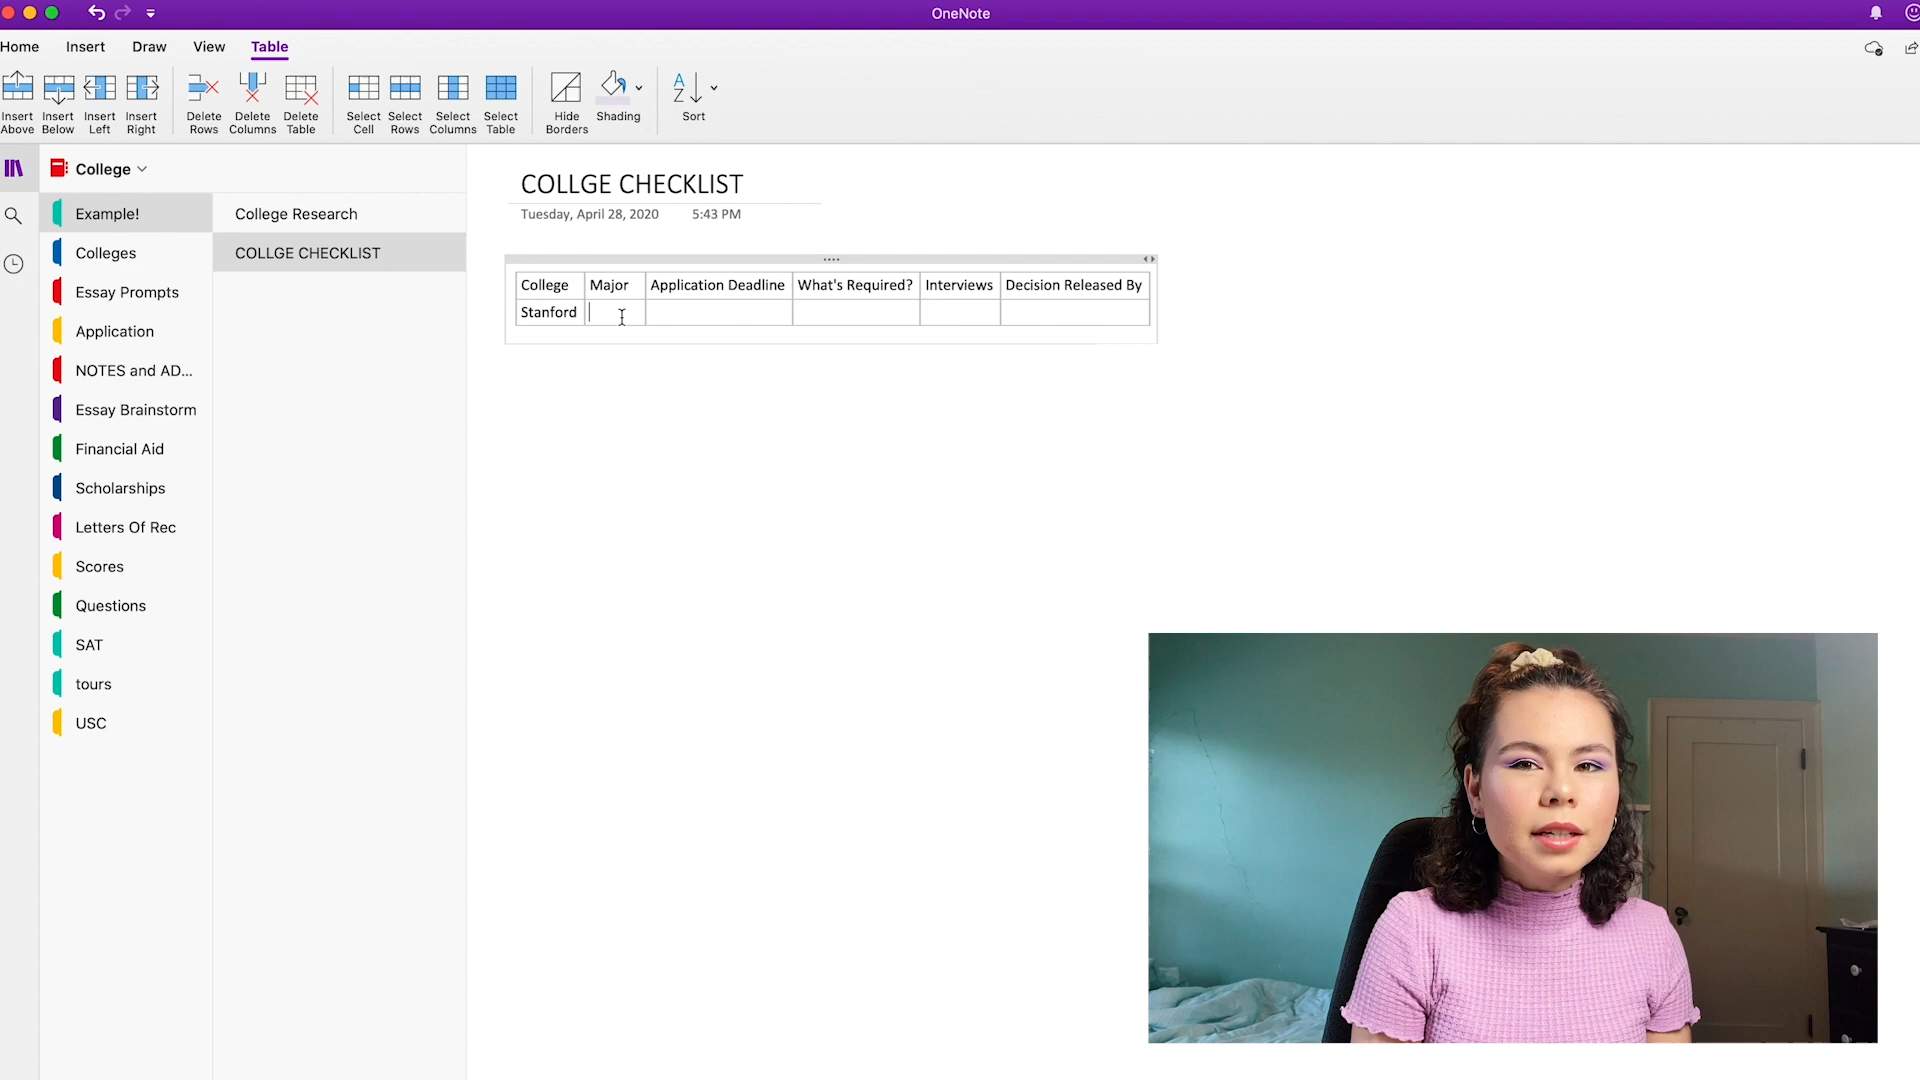 OneNote
Home Insert Draw View Table
Insert Above
Insert Below
Insert Left
Insert Right
Delete Rows
Delete Columns
Delete Table
Select Cell
Select Rows
Select Columns
Select Table
Hide Borders
Shading
A Z Sort
College
Example!
Colleges
Essay Prompts
Application
NOTES and AD...
Essay Brainstorm
Financial Aid
Scholarships
Letters Of Rec
Scores
Questions
SAT
tours
USC
College Research
COLLGE CHECKLIST
COLLGE CHECKLIST
Tuesday, April 28, 2020 5:43 PM
College Major Application Deadline What's Required? Interviews Decision Released By
Stanford